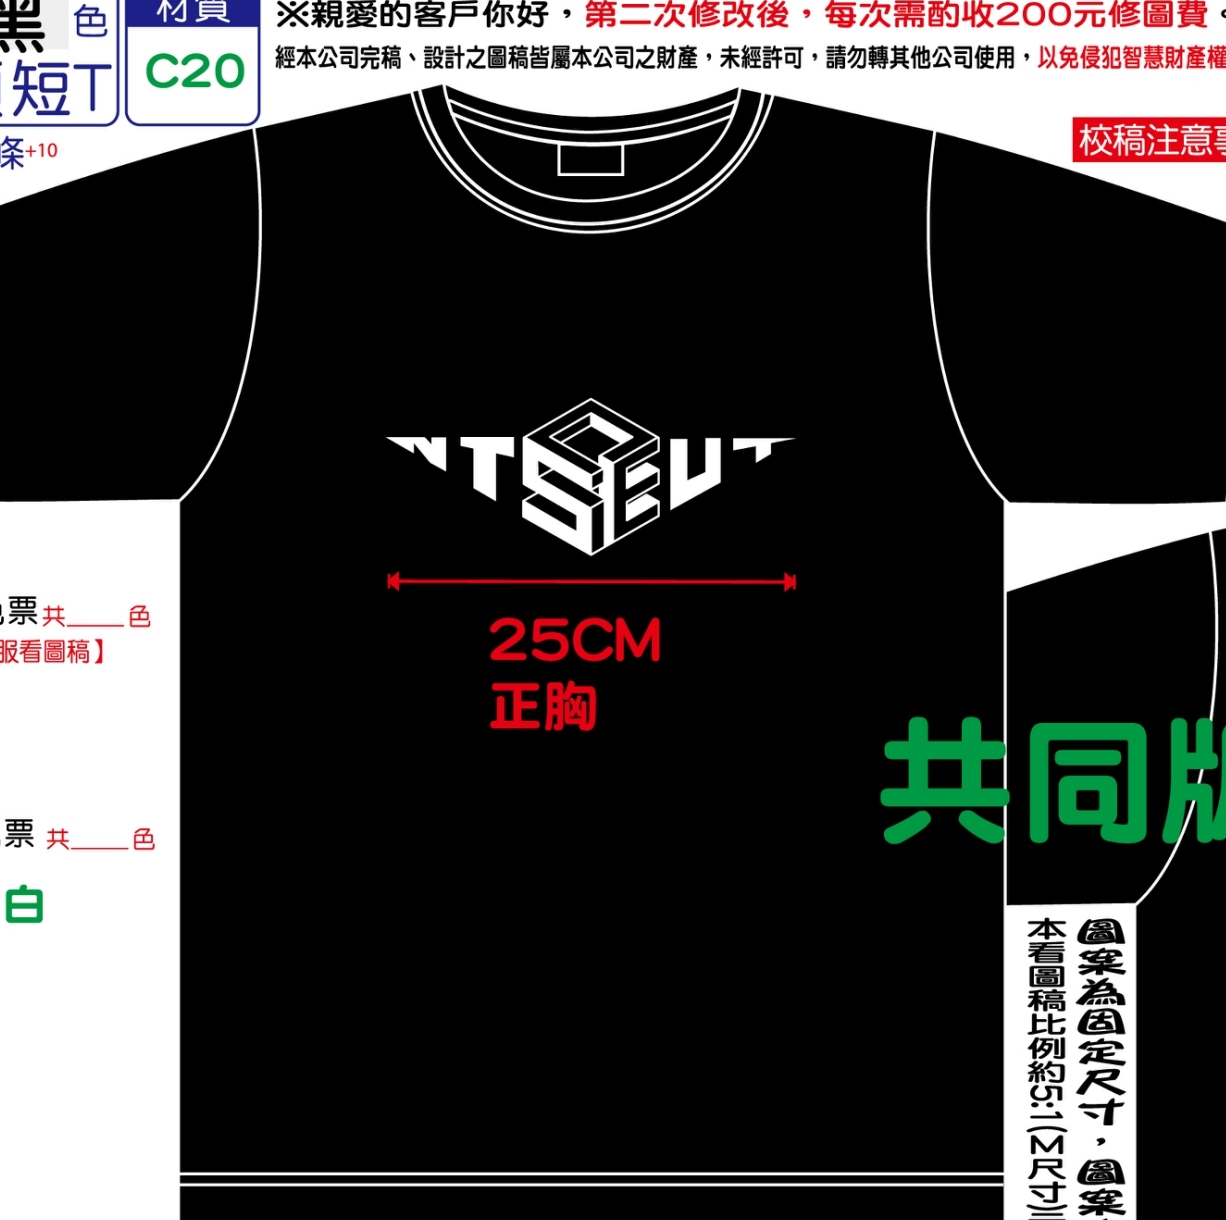 黑色
材質
※親愛的客戶你好，第二次修改後，每次需酌收200元修圖費。
短T
C20
經本公司完稿、設計之圖稿皆屬本公司之財產，未經許可，請勿轉其他公司使用，以免侵犯智慧財產權
條+10
校稿注意事
NTSEUT
25CM
正胸
票共____色
服看圖稿】
共同版
票 共____色
白
圖案為固定尺寸，圖案
本看圖稿比例約5:1(M尺寸